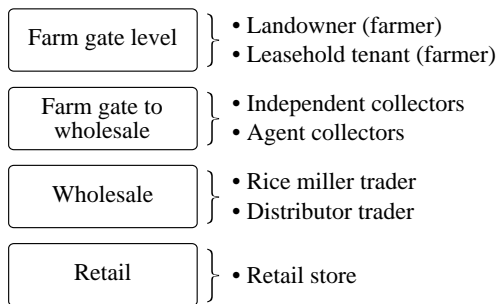 Farm gate level
• Landowner (farmer)
• Leasehold tenant (farmer)
Farm gate to
wholesale
• Independent collectors
• Agent collectors
Wholesale
• Rice miller trader
• Distributor trader
Retail
• Retail store